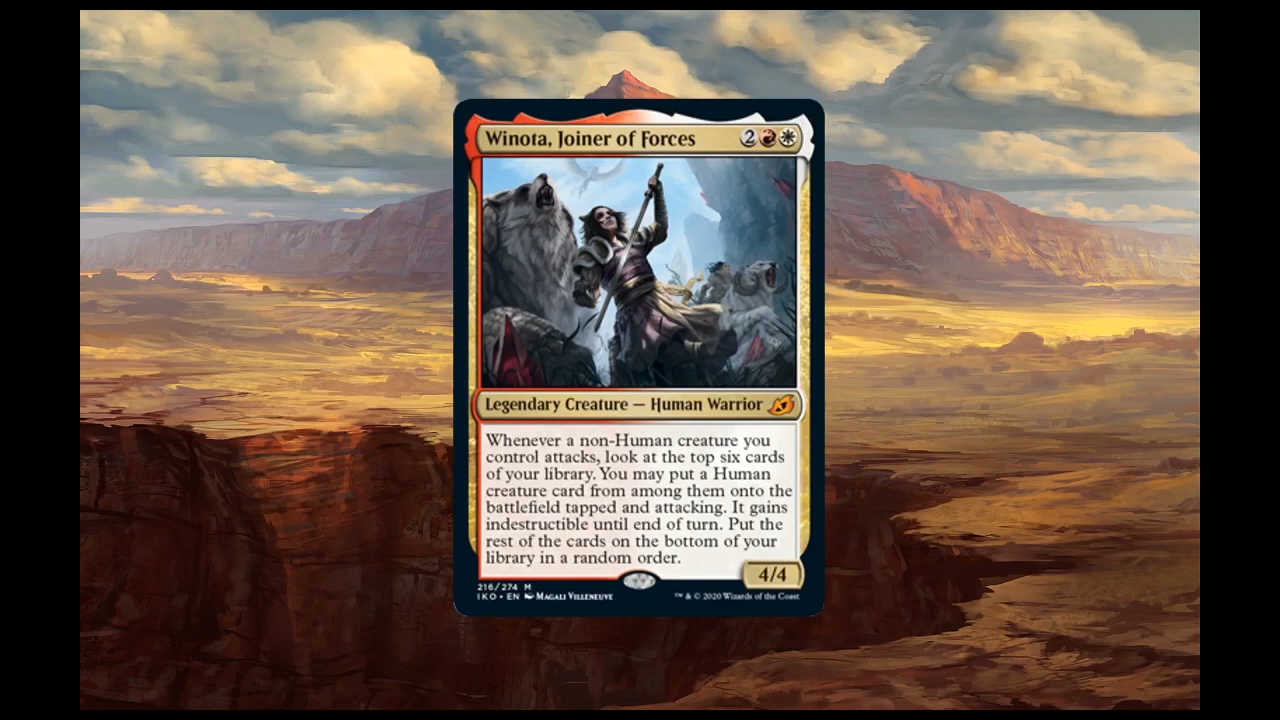 Winota, Joiner of Forces 2
Legendary Creature — Human Warrior
Whenever a non-Human creature you
control attacks, look at the top six cards
of your library. You may put a Human
creature card from among them onto the
battlefield tapped and attacking. It gains
indestructible until end of turn. Put the
rest of the cards on the bottom of your
library in a random order.
4/4
216/274 M
IKO • EN Magali Villeneuve
™ & © 2020 Wizards of the Coast